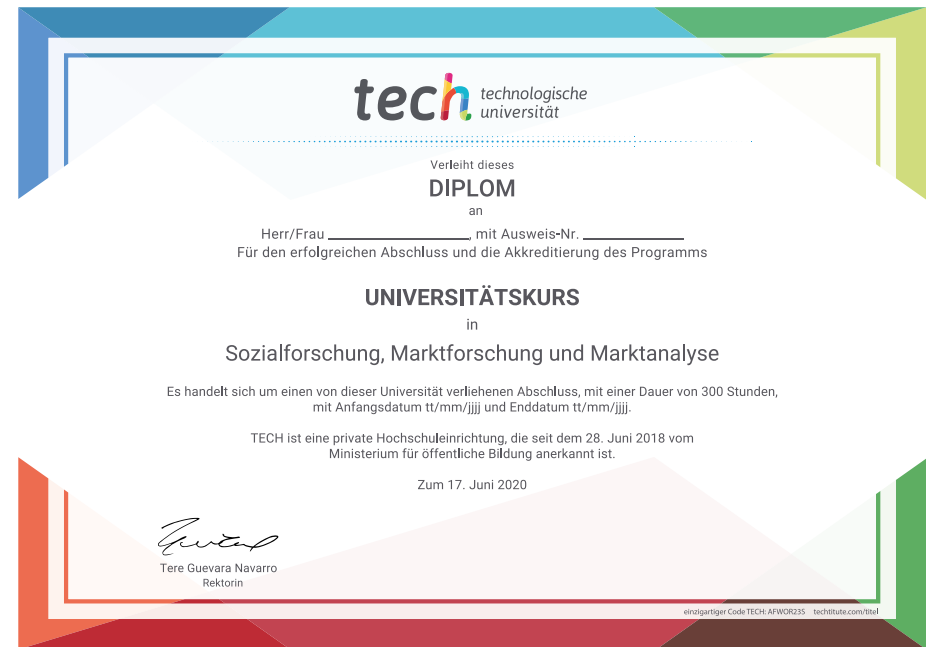 tech technologische
universität
Verleiht dieses
DIPLOM
an
Herr/Frau ____________________, mit Ausweis-Nr. ______________
Für den erfolgreichen Abschluss und die Akkreditierung des Programms
UNIVERSITÄTSKURS
in
Sozialforschung, Marktforschung und Marktanalyse
Es handelt sich um einen von dieser Universität verliehenen Abschluss, mit einer Dauer von 300 Stunden,
mit Anfangsdatum tt/mm/jjjj und Enddatum tt/mm/jjjj.
TECH ist eine private Hochschuleinrichtung, die seit dem 28. Juni 2018 vom
Ministerium für öffentliche Bildung anerkannt ist.
Zum 17. Juni 2020
Tere Guevara Navarro
Rektorin
einzigartiger Code TECH: AFWOR23S techtitute.com/titel